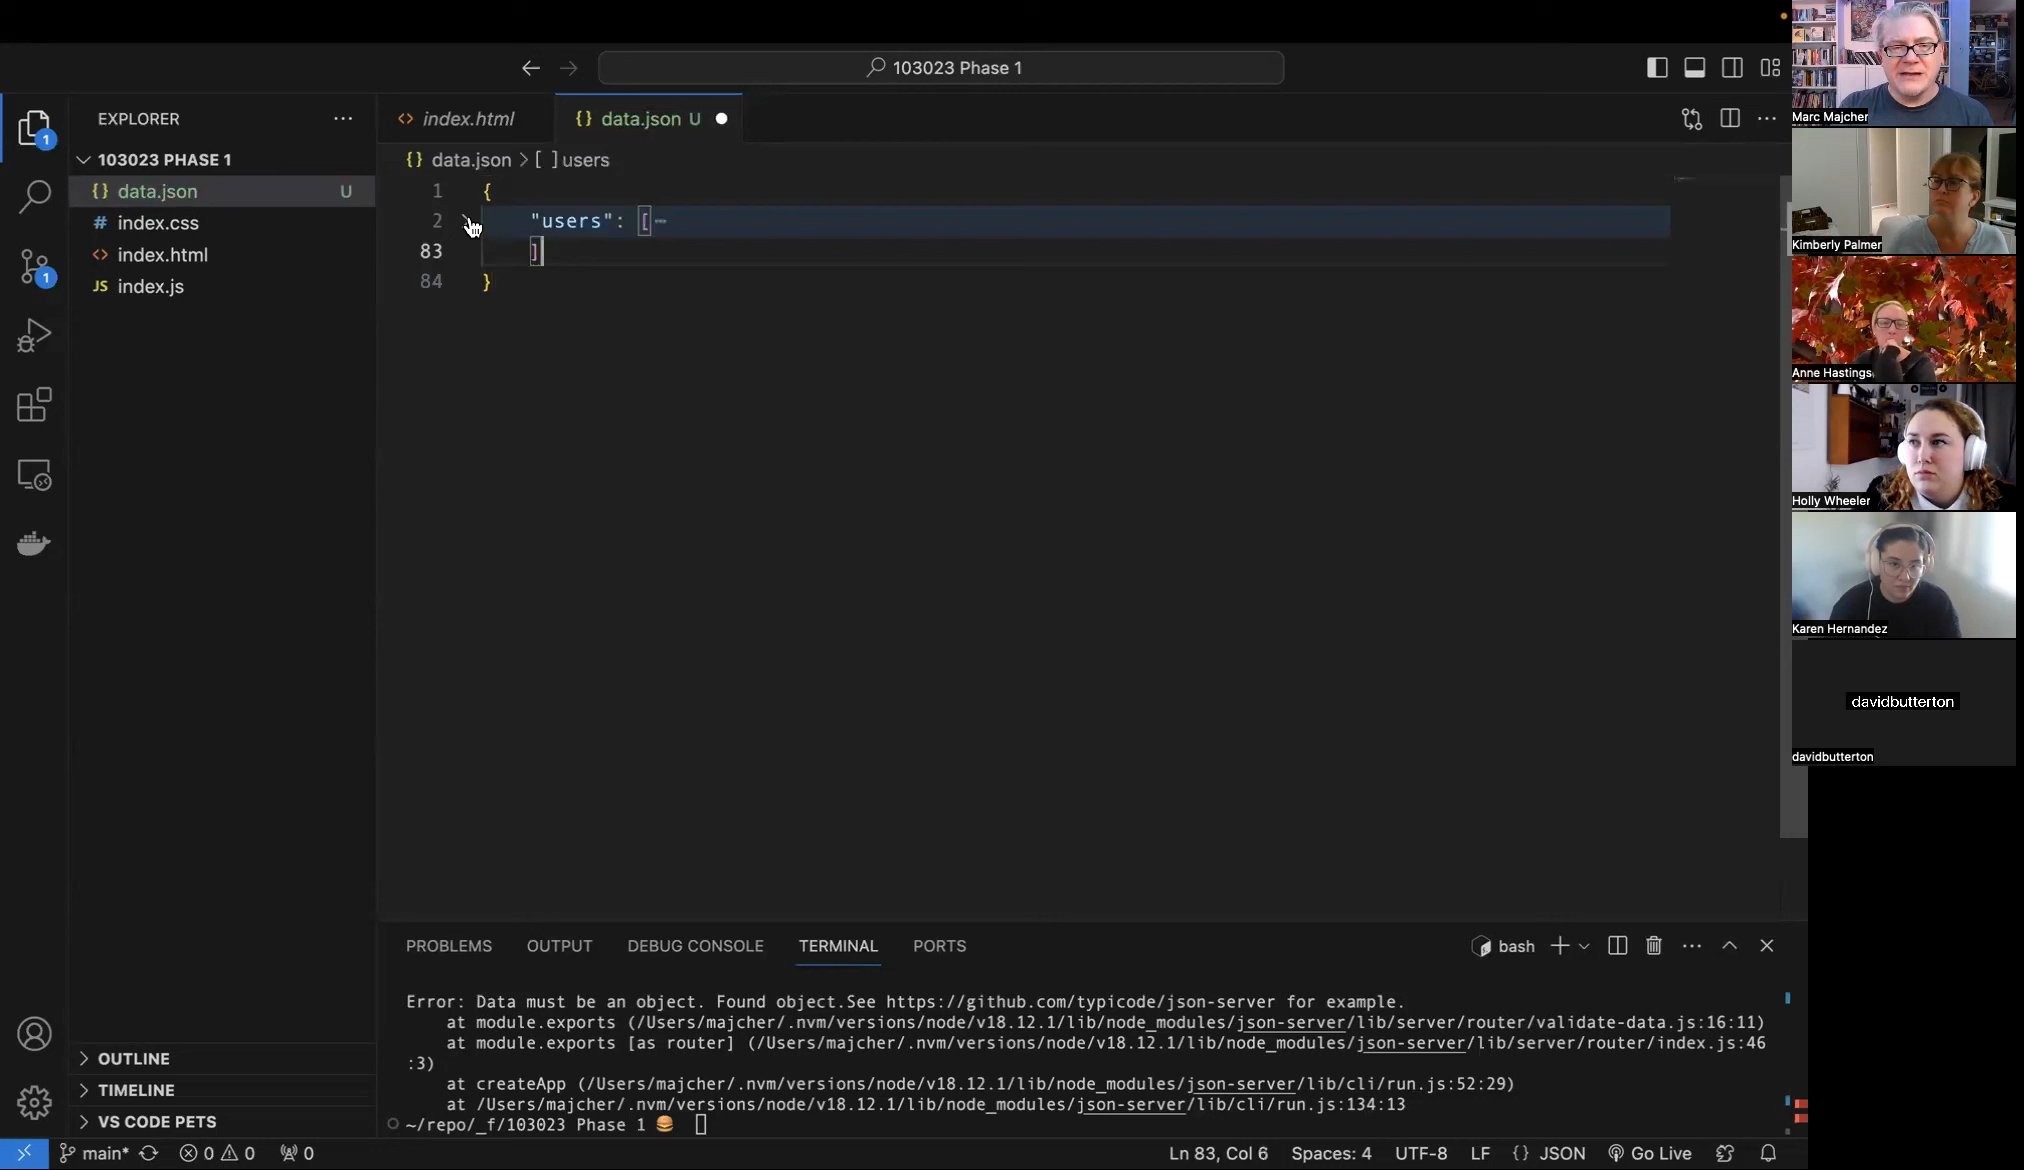 103023 Phase 1
EXPLORER
103023 PHASE 1
{} data.json U
# index.css
<> index.html
JS index.js
OUTLINE
TIMELINE
VS CODE PETS
1
1
<> index.html
{} data.json U
{} data.json > [ ] users
1 {
2 "users": [ ⋯
83 ]
84 }
PROBLEMS OUTPUT DEBUG CONSOLE TERMINAL PORTS
bash
Error: Data must be an object. Found object.See https://github.com/typicode/json-server for example.
at module.exports (/Users/majcher/.nvm/versions/node/v18.12.1/lib/node_modules/json-server/lib/server/router/validate-data.js:16:11)
at module.exports [as router] (/Users/majcher/.nvm/versions/node/v18.12.1/lib/node_modules/json-server/lib/server/router/index.js:46
:3)
at createApp (/Users/majcher/.nvm/versions/node/v18.12.1/lib/node_modules/json-server/lib/cli/run.js:52:29)
at /Users/majcher/.nvm/versions/node/v18.12.1/lib/node_modules/json-server/lib/cli/run.js:134:13
~/repo/_f/103023 Phase 1 🍔
main* 0 0 0
Ln 83, Col 6 Spaces: 4 UTF-8 LF {} JSON Go Live
Marc Majcher
Kimberly Palmer
Anne Hastings
Holly Wheeler
Karen Hernandez
davidbutterton
davidbutterton